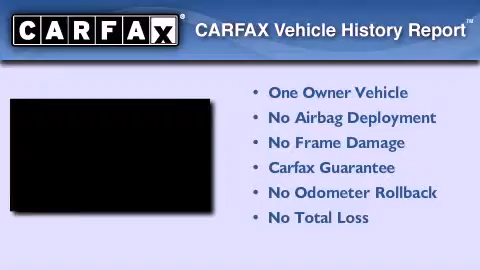 CARFAX® CARFAX Vehicle History Report™
• One Owner Vehicle
• No Airbag Deployment
• No Frame Damage
• Carfax Guarantee
• No Odometer Rollback
• No Total Loss